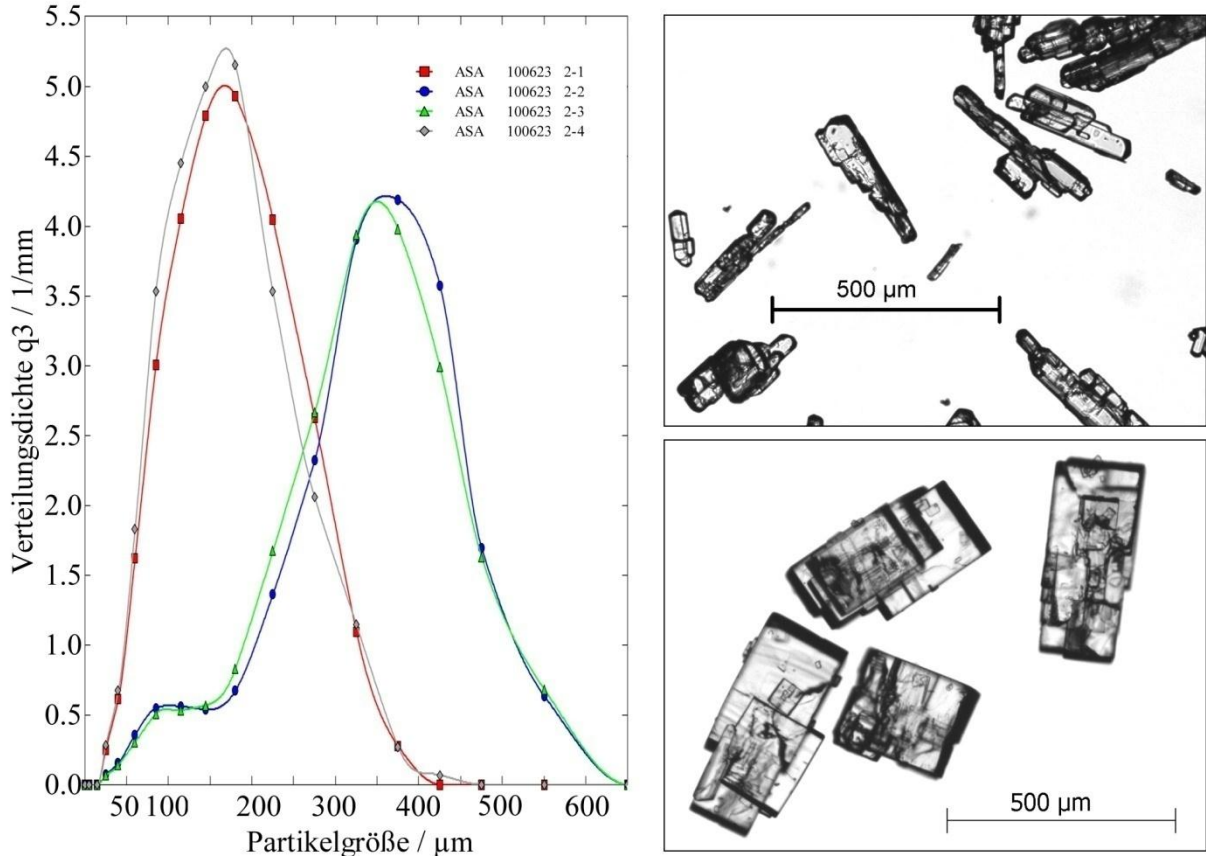 5.5
5.0
4.5
4.0
3.5
3.0
2.5
2.0
1.5
1.0
0.5
0.0
Verteilungsdichte q3 / 1/mm
ASA 100623 2-1
ASA 100623 2-2
ASA 100623 2-3
ASA 100623 2-4
50 100 200 300 400 500 600
Partikelgröße / µm
500 µm
500 µm